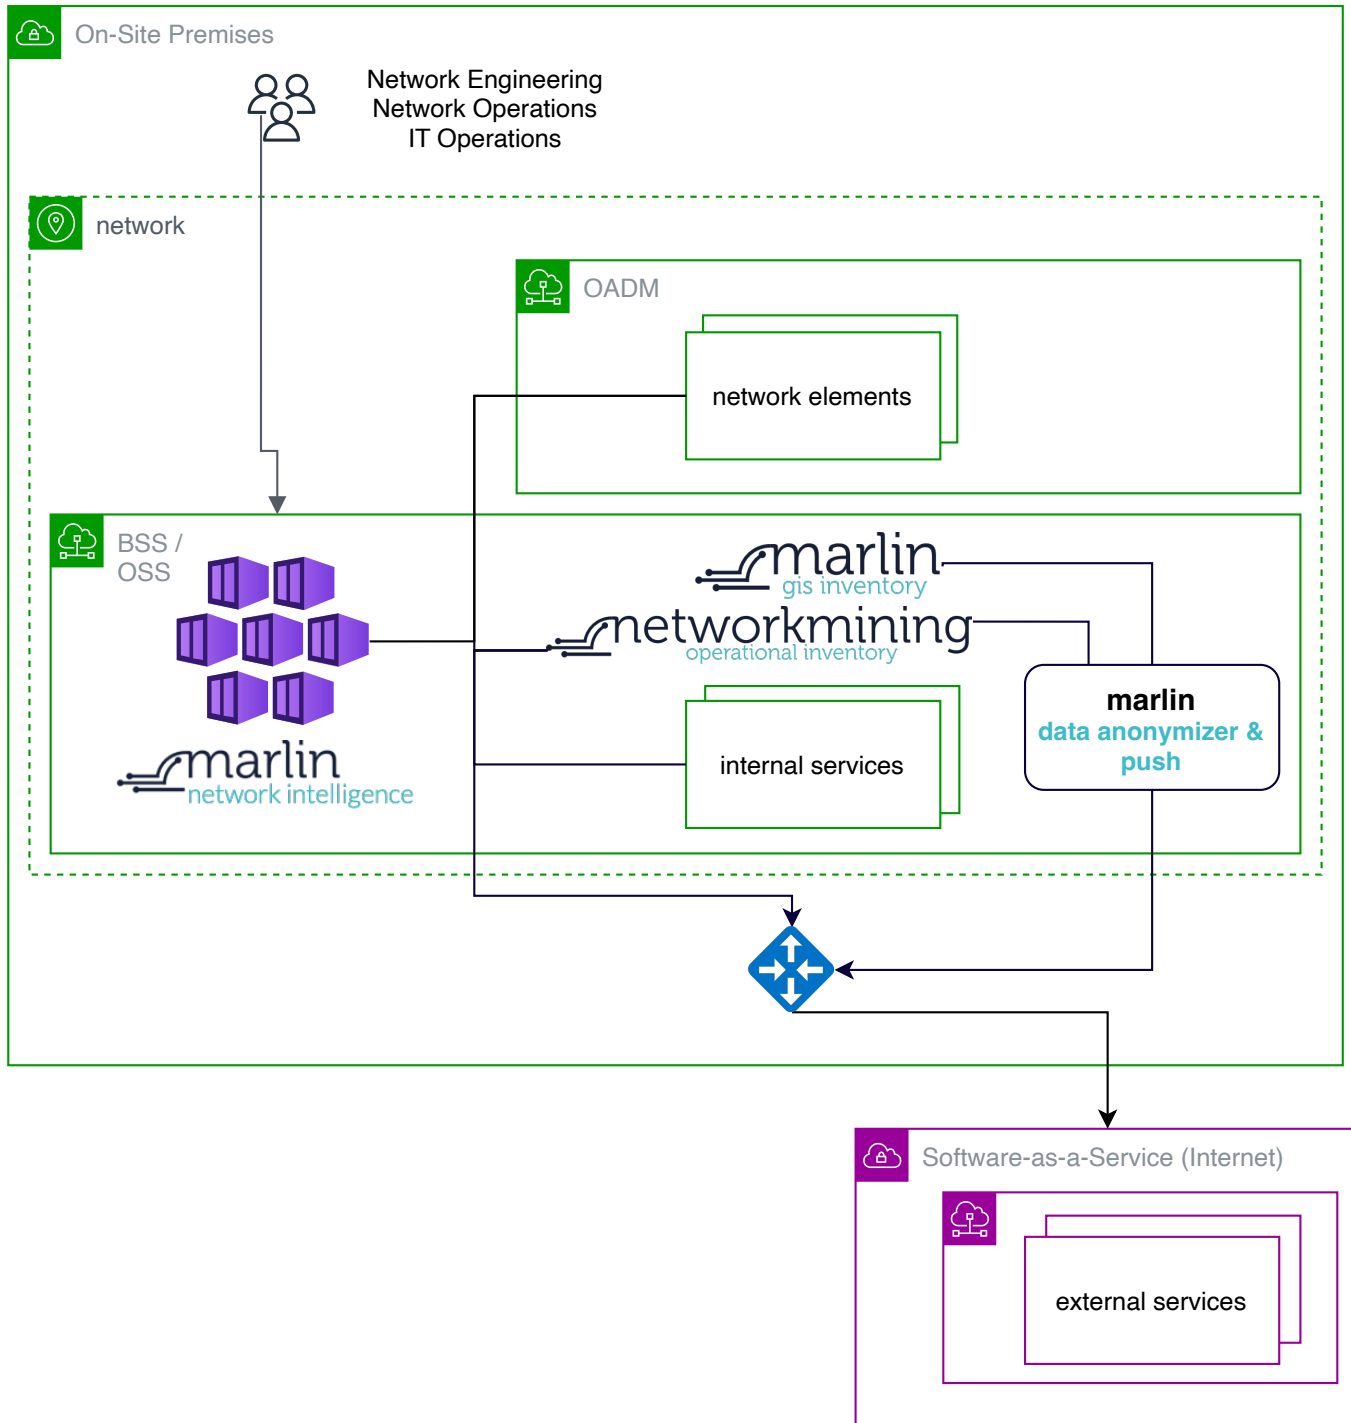 On-Site Premises
Network Engineering
Network Operations
IT Operations
network
OADM
network elements
BSS /
OSS
marlin
gis inventory
networkmining
operational inventory
marlin
data anonymizer &
push
internal services
marlin
network intelligence
Software-as-a-Service (Internet)
external services